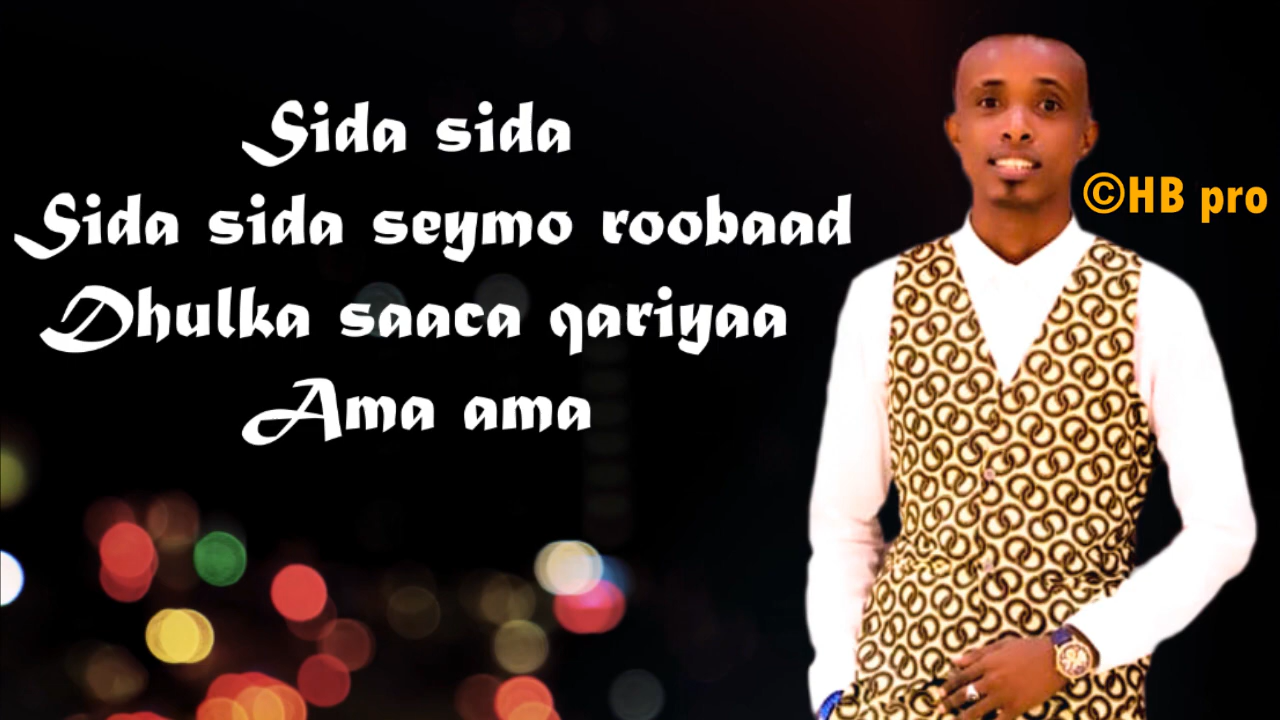 Sida sida
Sida sida seymo roobaad
Dhulka saaca qariyaa
Ama ama
©HB pro